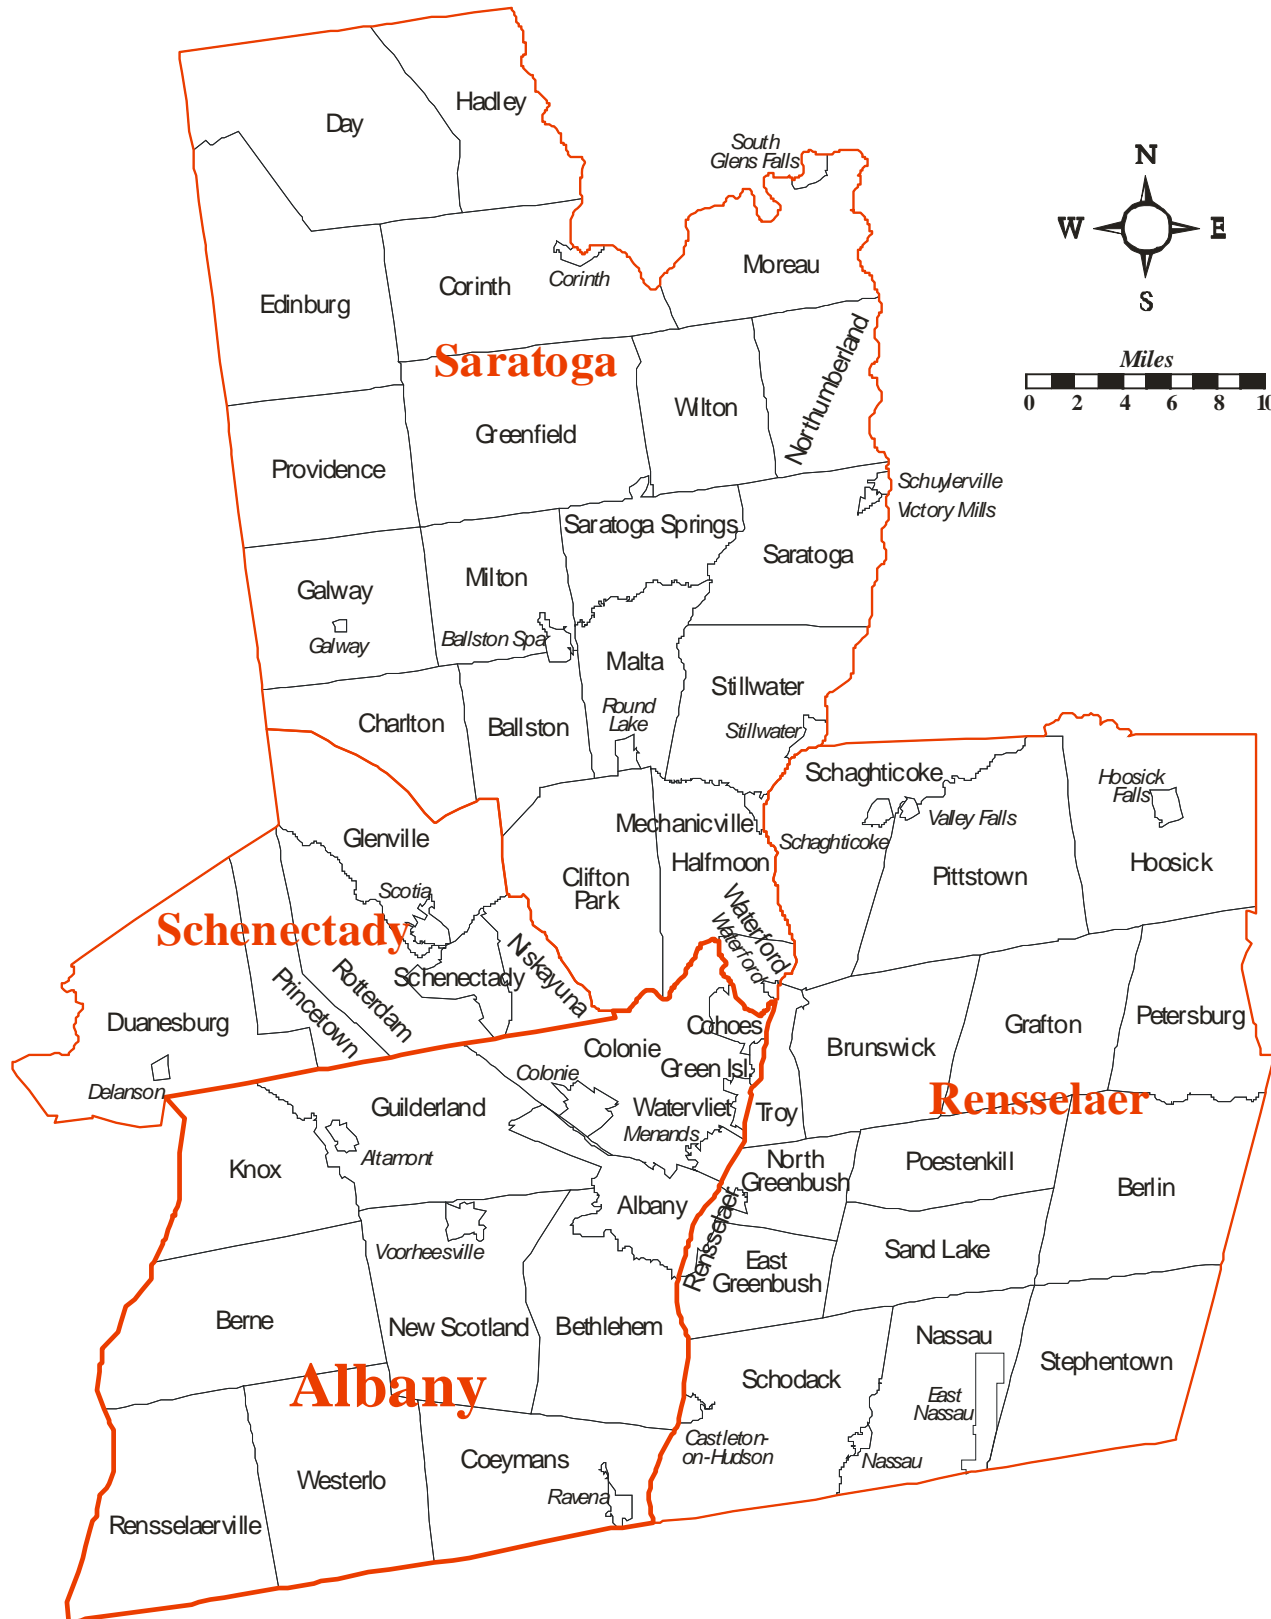 Hadley
Day
South
Glens Falls
N
W
E
S
Moreau
Corinth
Corinth
Edinburg
Saratoga
Miles
0 2 4 6 8 10
Northumberland
Wilton
Greenfield
Providence
Schuylerville
Victory Mills
Saratoga Springs
Saratoga
Milton
Galway
Galway
Ballston Spa
Malta
Stillwater
Round
Lake
Charlton
Ballston
Stillwater
Schaghticoke
Hoosick
Falls
Mechanicville
Valley Falls
Glenville
Schaghticoke
Halfmoon
Hoosick
Clifton
Park
Pittstown
Scotia
Waterford
Waterford
Schenectady
Schenectady
Niskayuna
Rotterdam
Princetown
Duanesburg
Cohoes
Petersburg
Grafton
Brunswick
Colonie
Green Isl.
Colonie
Delanson
Rensselaer
Guilderland
Watervliet
Troy
Menands
Altamont
Knox
North
Greenbush
Poestenkill
Berlin
Albany
Rensselaer
Voorheesville
Sand Lake
East
Greenbush
Berne
New Scotland
Bethlehem
Nassau
Stephentown
Albany
Schodack
East
Nassau
Castleton-
on-Hudson
Nassau
Coeymans
Westerlo
Ravena
Rensselaerville